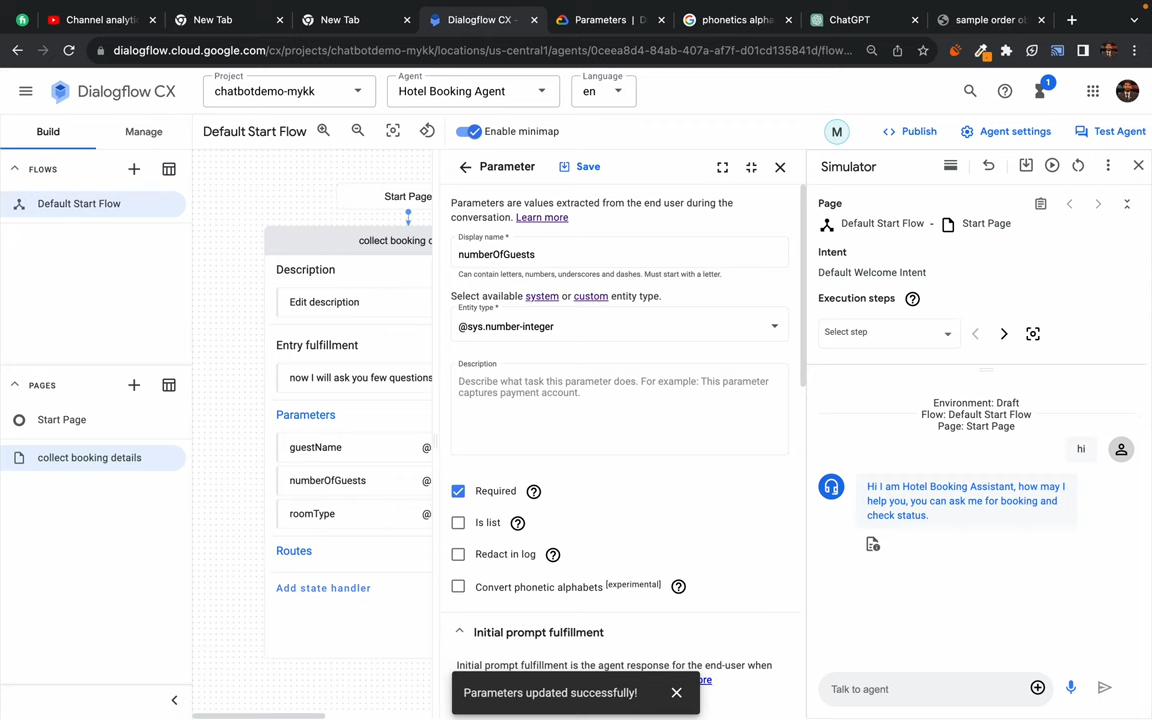 Channel analytic
New Tab
New Tab
Dialogflow CX -
Parameters | D
phonetics alpha
ChatGPT
sample order ob
dialogflow.cloud.google.com/cx/projects/chatbotdemo-mykk/locations/us-central1/agents/0ceea8d4-84ab-407a-af7f-d01cd135841d/flow...
Dialogflow CX
Project
chatbotdemo-mykk
Agent
Hotel Booking Agent
Language
en
1
Build
Manage
Default Start Flow
Enable minimap
M
Publish
Agent settings
Test Agent
FLOWS
Default Start Flow
PAGES
Start Page
collect booking details
Start Page
collect booking d
Description
Edit description
Entry fulfillment
now I will ask you few questions
Parameters
guestName @
numberOfGuests @
roomType @
Routes
Add state handler
Parameter
Save
Parameters are values extracted from the end user during the
conversation. Learn more
Display name *
numberOfGuests
Can contain letters, numbers, underscores and dashes. Must start with a letter.
Select available system or custom entity type.
Entity type *
@sys.number-integer
Description
Describe what task this parameter does. For example: This parameter
captures payment account.
Required
Is list
Redact in log
Convert phonetic alphabets [experimental]
Initial prompt fulfillment
Initial prompt fulfillment is the agent response for the end-user when
ore
Parameters updated successfully!
Simulator
Page
Default Start Flow - Start Page
Intent
Default Welcome Intent
Execution steps
Select step
Environment: Draft
Flow: Default Start Flow
Page: Start Page
hi
Hi I am Hotel Booking Assistant, how may I
help you, you can ask me for booking and
check status.
Talk to agent